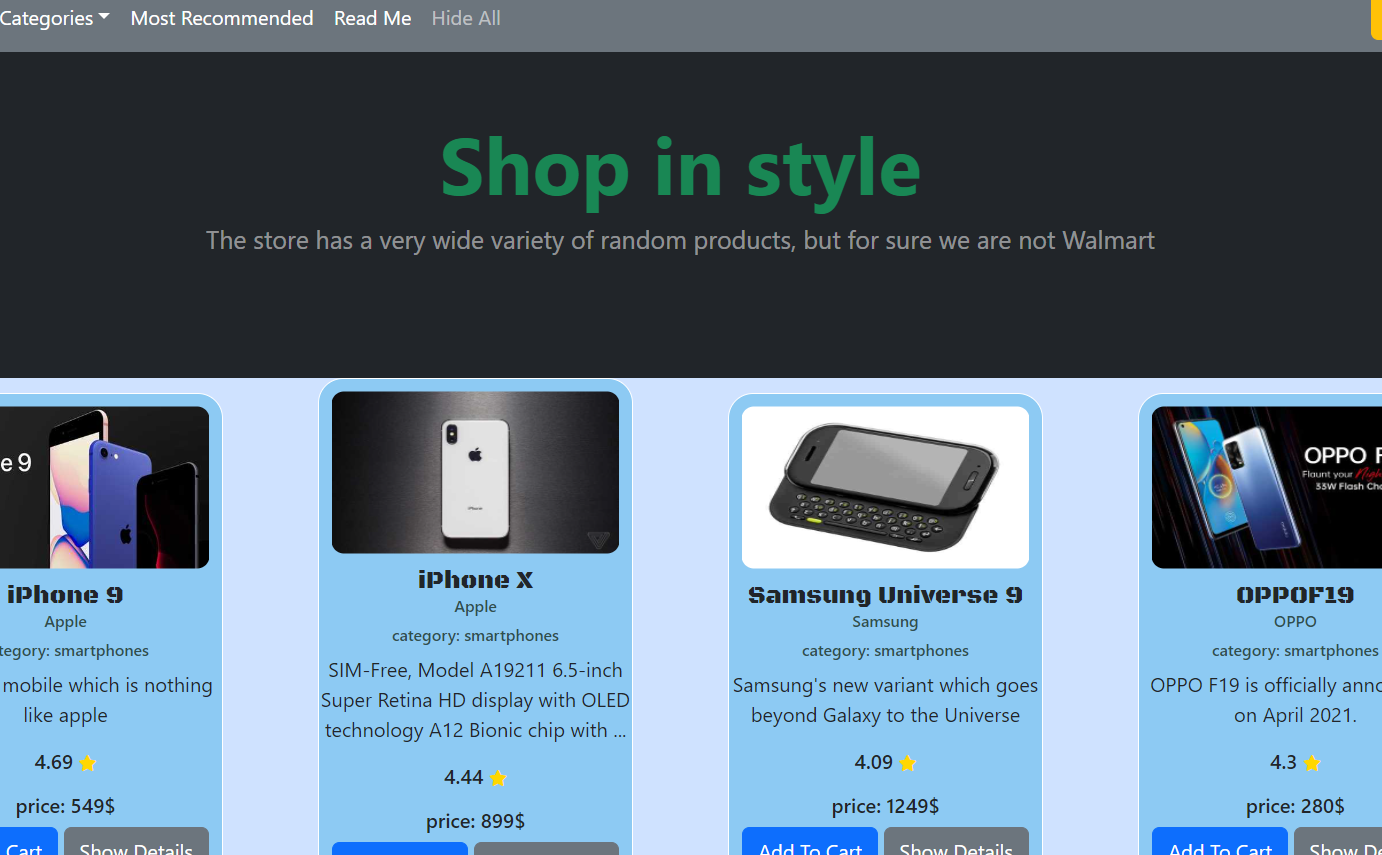 Categories
Most Recommended
Read Me
Hide All
Shop in style
The store has a very wide variety of random products, but for sure we are not Walmart
e 9
iPhone 9
Apple
tegory: smartphones
mobile which is nothing
like apple
4.69
price: 549$
Cart
Show Details
iPhone
iPhone X
Apple
category: smartphones
SIM-Free, Model A19211 6.5-inch
Super Retina HD display with OLED
technology A12 Bionic chip with ...
4.44
price: 899$
Samsung Universe 9
Samsung
category: smartphones
Samsung's new variant which goes
beyond Galaxy to the Universe
4.09
price: 1249$
Add To Cart
Show Details
OPPO F
Flaunt your
33W Flash Cha
OPPOF19
OPPO
category: smartphones
OPPO F19 is officially anno
on April 2021.
4.3
price: 280$
Add To Cart
Show De